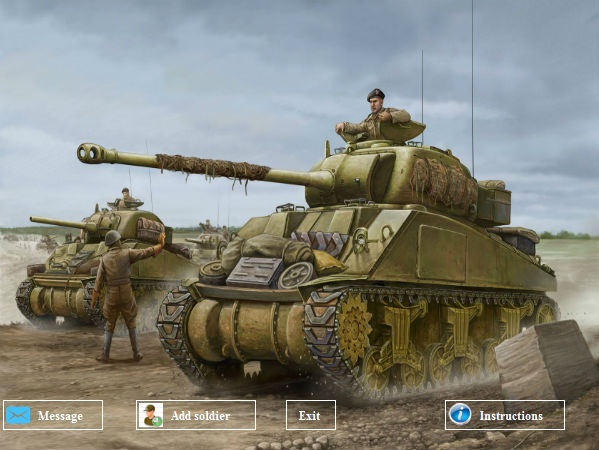 Message
Add soldier
Exit
Instructions